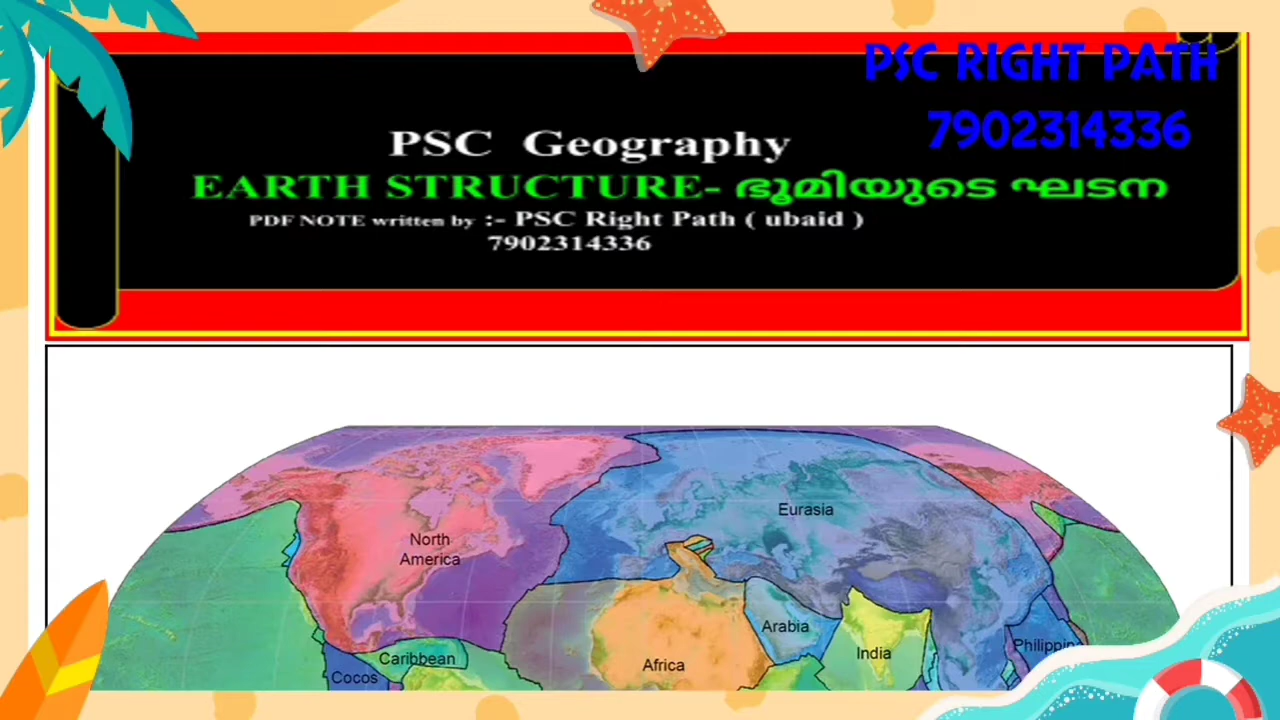 PSC RIGHT PATH
7902314336
PSC Geography
EARTH STRUCTURE- ഭൂമിയുടെ ഘടന
PDF NOTE written by :- PSC Right Path ( ubaid )
7902314336
Eurasia
North
America
Arabia
Philippine
India
Caribbean
Africa
Cocos